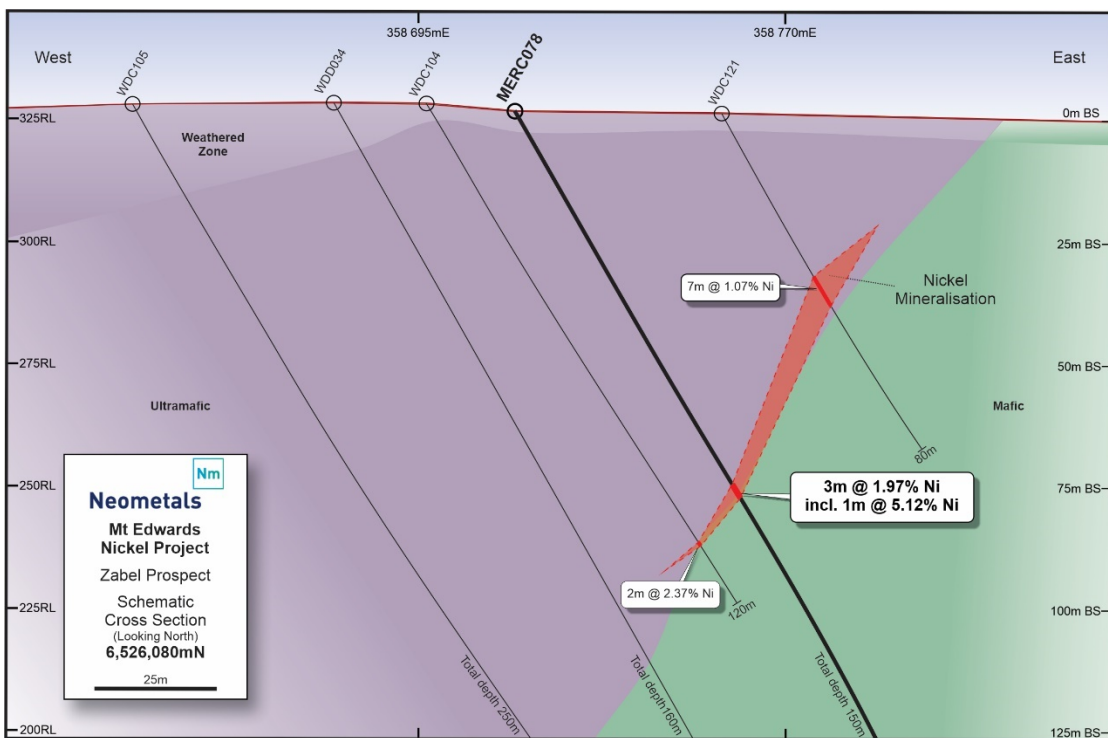 358 695mE
358 770mE
West
East
WDC105
WDD034
WDC104
MERC078
WDC121
325RL
0m BS
Weathered
Zone
300RL
25m BS
7m @ 1.07% Ni
Nickel
Mineralisation
275RL
50m BS
Ultramafic
Mafic
80m
250RL
75m BS
3m @ 1.97% Ni
incl. 1m @ 5.12% Ni
2m @ 2.37% Ni
120m
225RL
100m BS
Nm
Neometals
Mt Edwards
Nickel Project
Zabel Prospect
Schematic
Cross Section
(Looking North)
6,526,080mN
25m
Total depth 250m
Total depth160m
Total depth 150m
200RL
125m BS